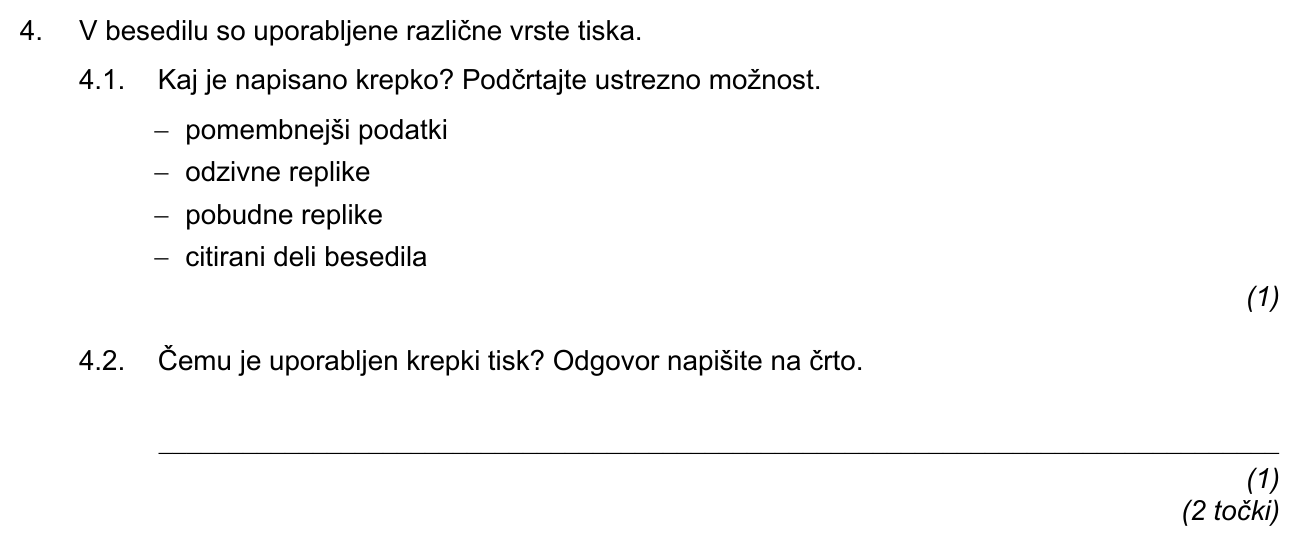 4. V besedilu so uporabljene različne vrste tiska.
4.1. Kaj je napisano krepko? Podčrtajte ustrezno možnost.
– pomembnejši podatki
– odzivne replike
– pobudne replike
– citirani deli besedila
(1)
4.2. Čemu je uporabljen krepki tisk? Odgovor napišite na črto.
(1)
(2 točki)